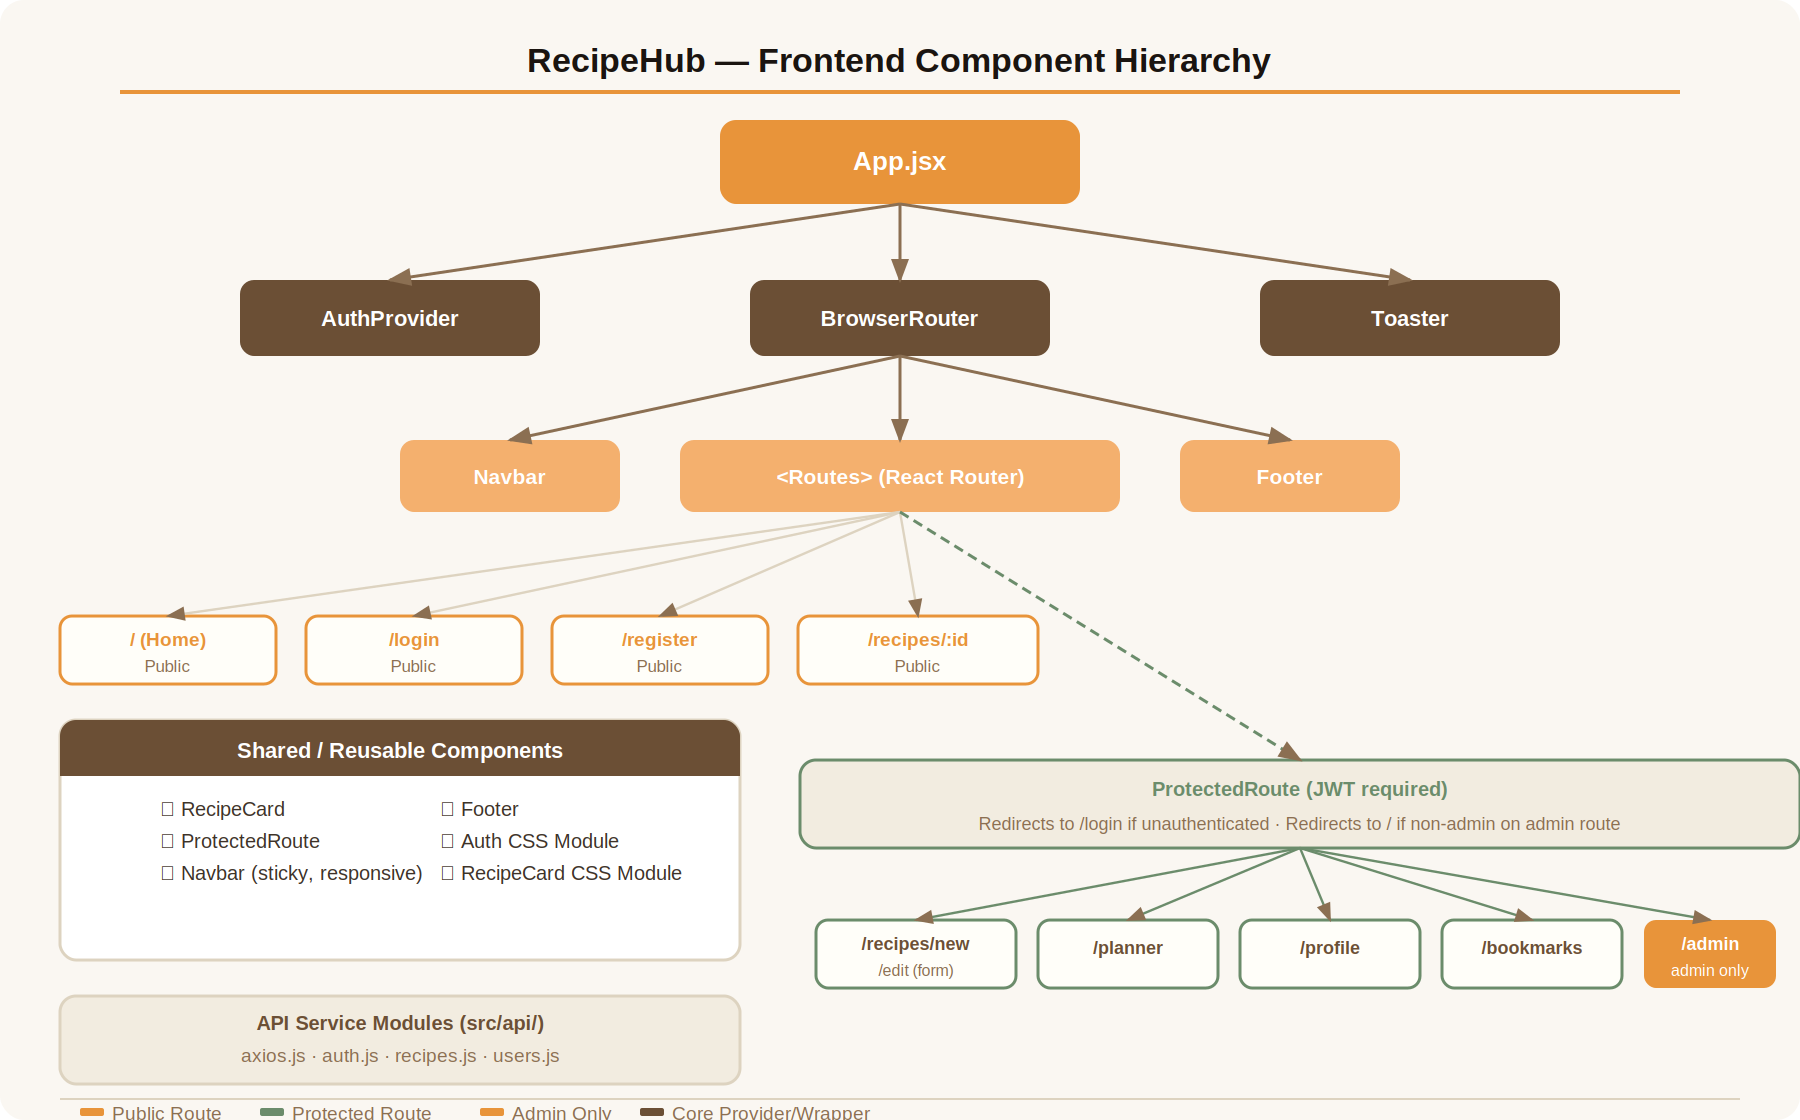 RecipeHub — Frontend Component Hierarchy
App.jsx
AuthProvider
BrowserRouter
Toaster
Navbar
<Routes> (React Router)
Footer
/ (Home)
Public
/login
Public
/register
Public
/recipes/:id
Public
Shared / Reusable Components
RecipeCard
ProtectedRoute
Navbar (sticky, responsive)
Footer
Auth CSS Module
RecipeCard CSS Module
ProtectedRoute (JWT required)
Redirects to /login if unauthenticated · Redirects to / if non-admin on admin route
/recipes/new
/edit (form)
/planner
/profile
/bookmarks
/admin
admin only
API Service Modules (src/api/)
axios.js · auth.js · recipes.js · users.js
Public Route
Protected Route
Admin Only
Core Provider/Wrapper